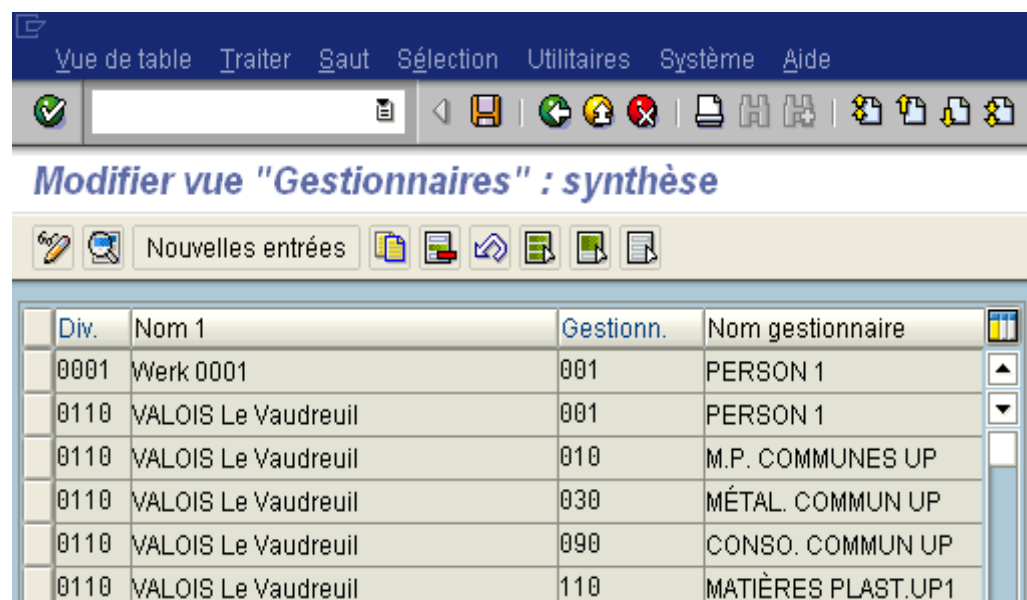 Vue de table Traiter Saut Sélection Utilitaires Système Aide
Modifier vue "Gestionnaires" : synthèse
Nouvelles entrées
Div. Nom 1 Gestionn. Nom gestionnaire
0001 Werk 0001 001 PERSON 1
0110 VALOIS Le Vaudreuil 001 PERSON 1
0110 VALOIS Le Vaudreuil 010 M.P. COMMUNES UP
0110 VALOIS Le Vaudreuil 030 MÉTAL. COMMUN UP
0110 VALOIS Le Vaudreuil 090 CONSO. COMMUN UP
0110 VALOIS Le Vaudreuil 110 MATIÈRES PLAST.UP1